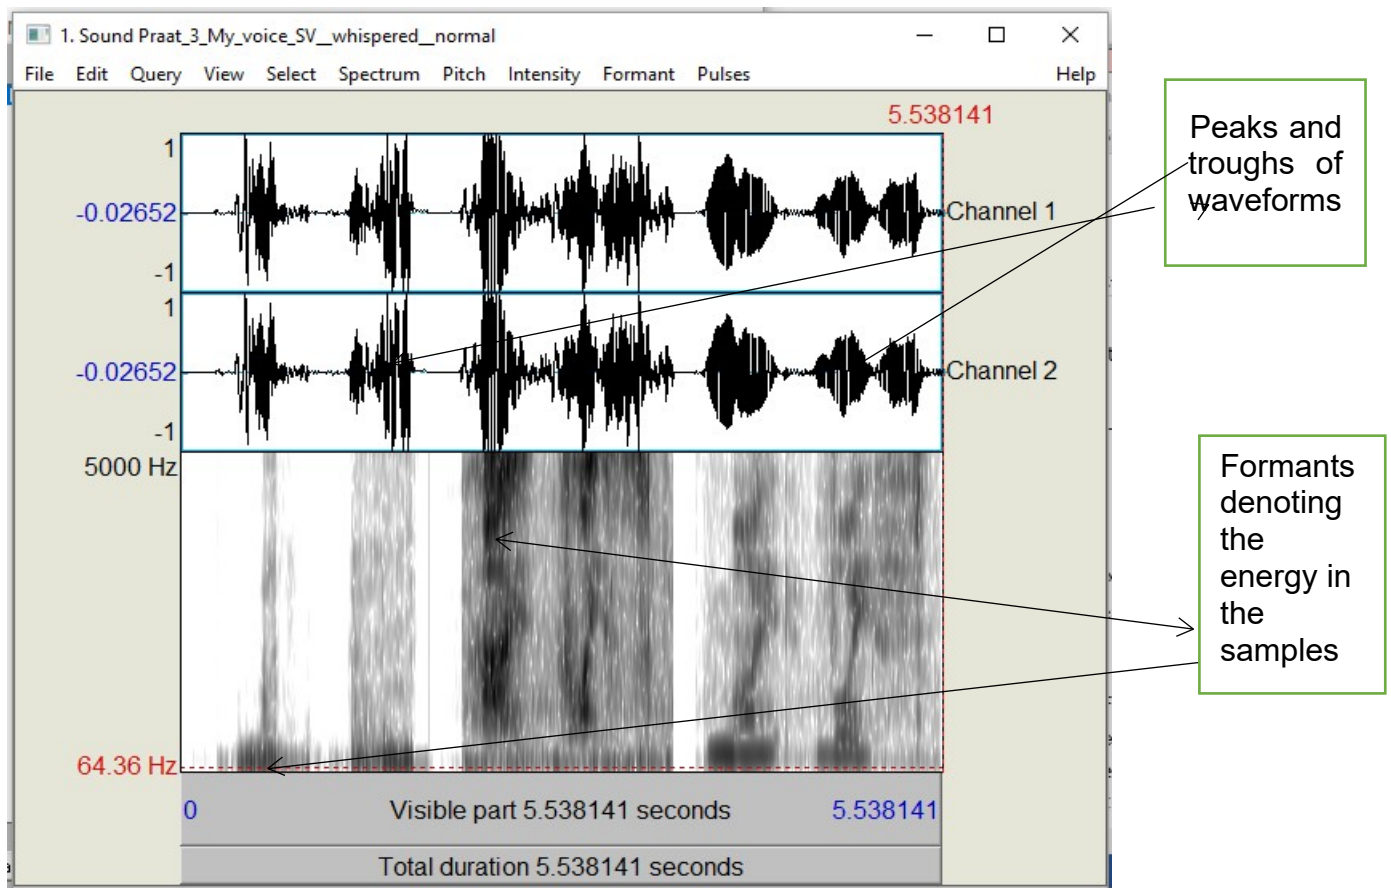 1. Sound Praat_3_My_voice_SV__whispered__normal
File Edit Query View Select Spectrum Pitch Intensity Formant Pulses Help
5.538141
1
-0.02652
-1
Channel 1
1
-0.02652
-1
Channel 2
5000 Hz
64.36 Hz
0 Visible part 5.538141 seconds 5.538141
Total duration 5.538141 seconds
Peaks and
troughs of
waveforms
Formants
denoting
the
energy in
the
samples